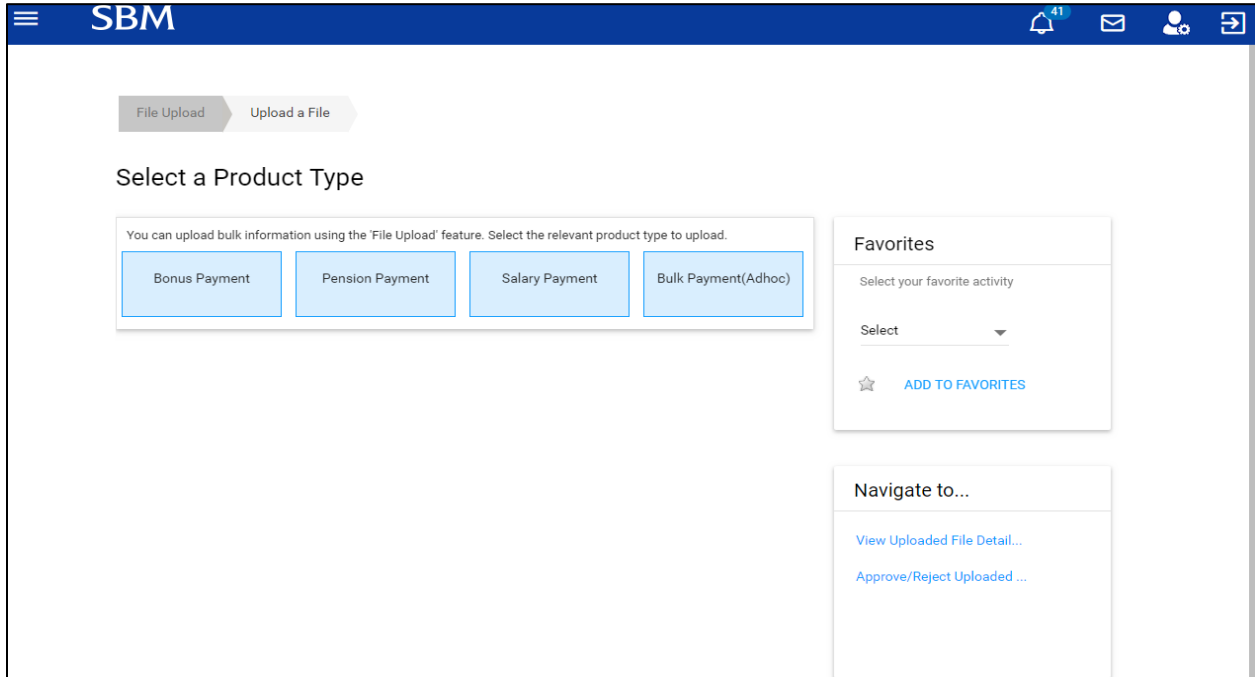 SBM
41
File Upload
Upload a File
Select a Product Type
You can upload bulk information using the 'File Upload' feature. Select the relevant product type to upload.
Bonus Payment
Pension Payment
Salary Payment
Bulk Payment(Adhoc)
Favorites
Select your favorite activity
Select
ADD TO FAVORITES
Navigate to...
View Uploaded File Detail...
Approve/Reject Uploaded ...